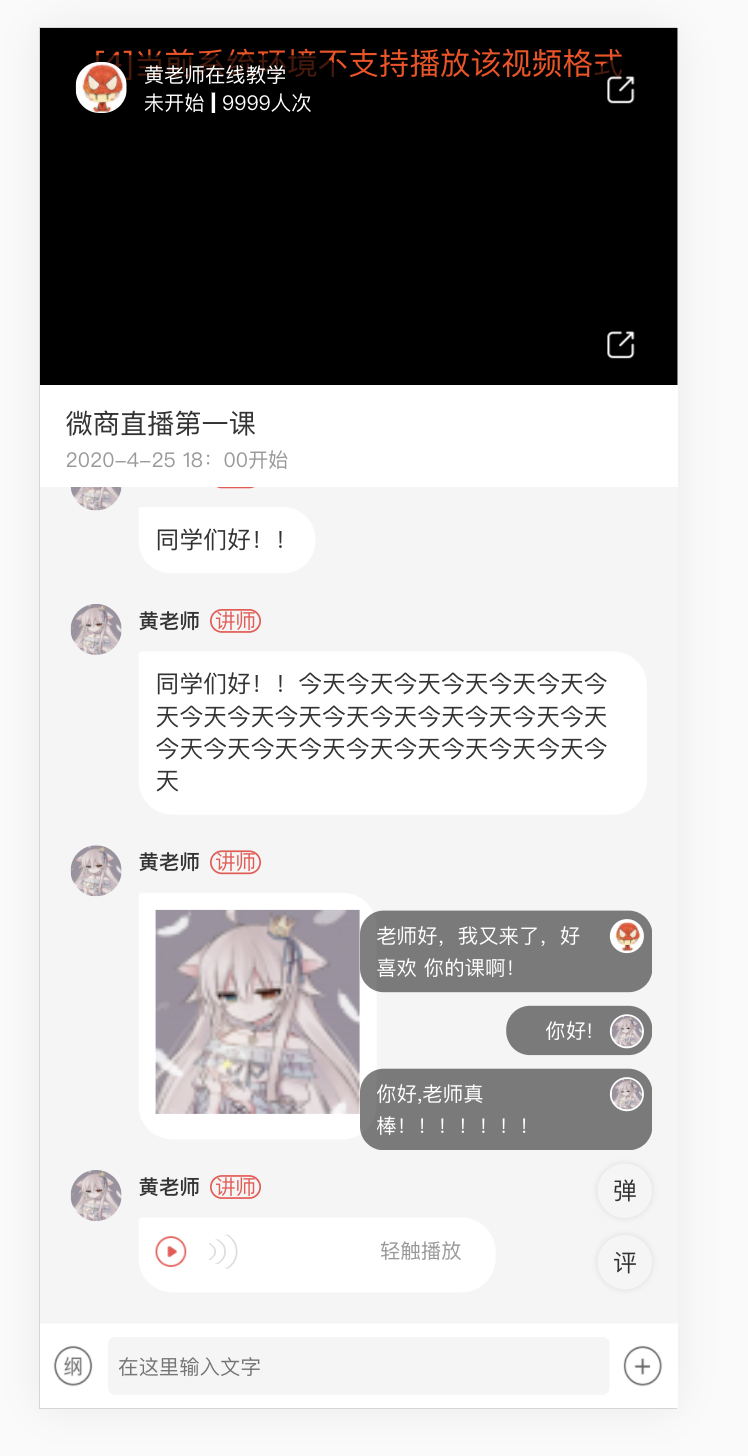 [4]当前系统环境不支持播放该视频格式
黄老师在线教学
未开始 | 9999人次
微商直播第一课
2020-4-25 18：00开始
同学们好！！
黄老师 讲师
同学们好！！今天今天今天今天今天今天今
天今天今天今天今天今天今天今天今天今天
今天今天今天今天今天今天今天今天今天今
天
黄老师 讲师
老师好，我又来了，好
喜欢 你的课啊！
你好!
你好,老师真
棒！！！！！！！
黄老师 讲师
轻触播放
弹
评
纲
在这里输入文字